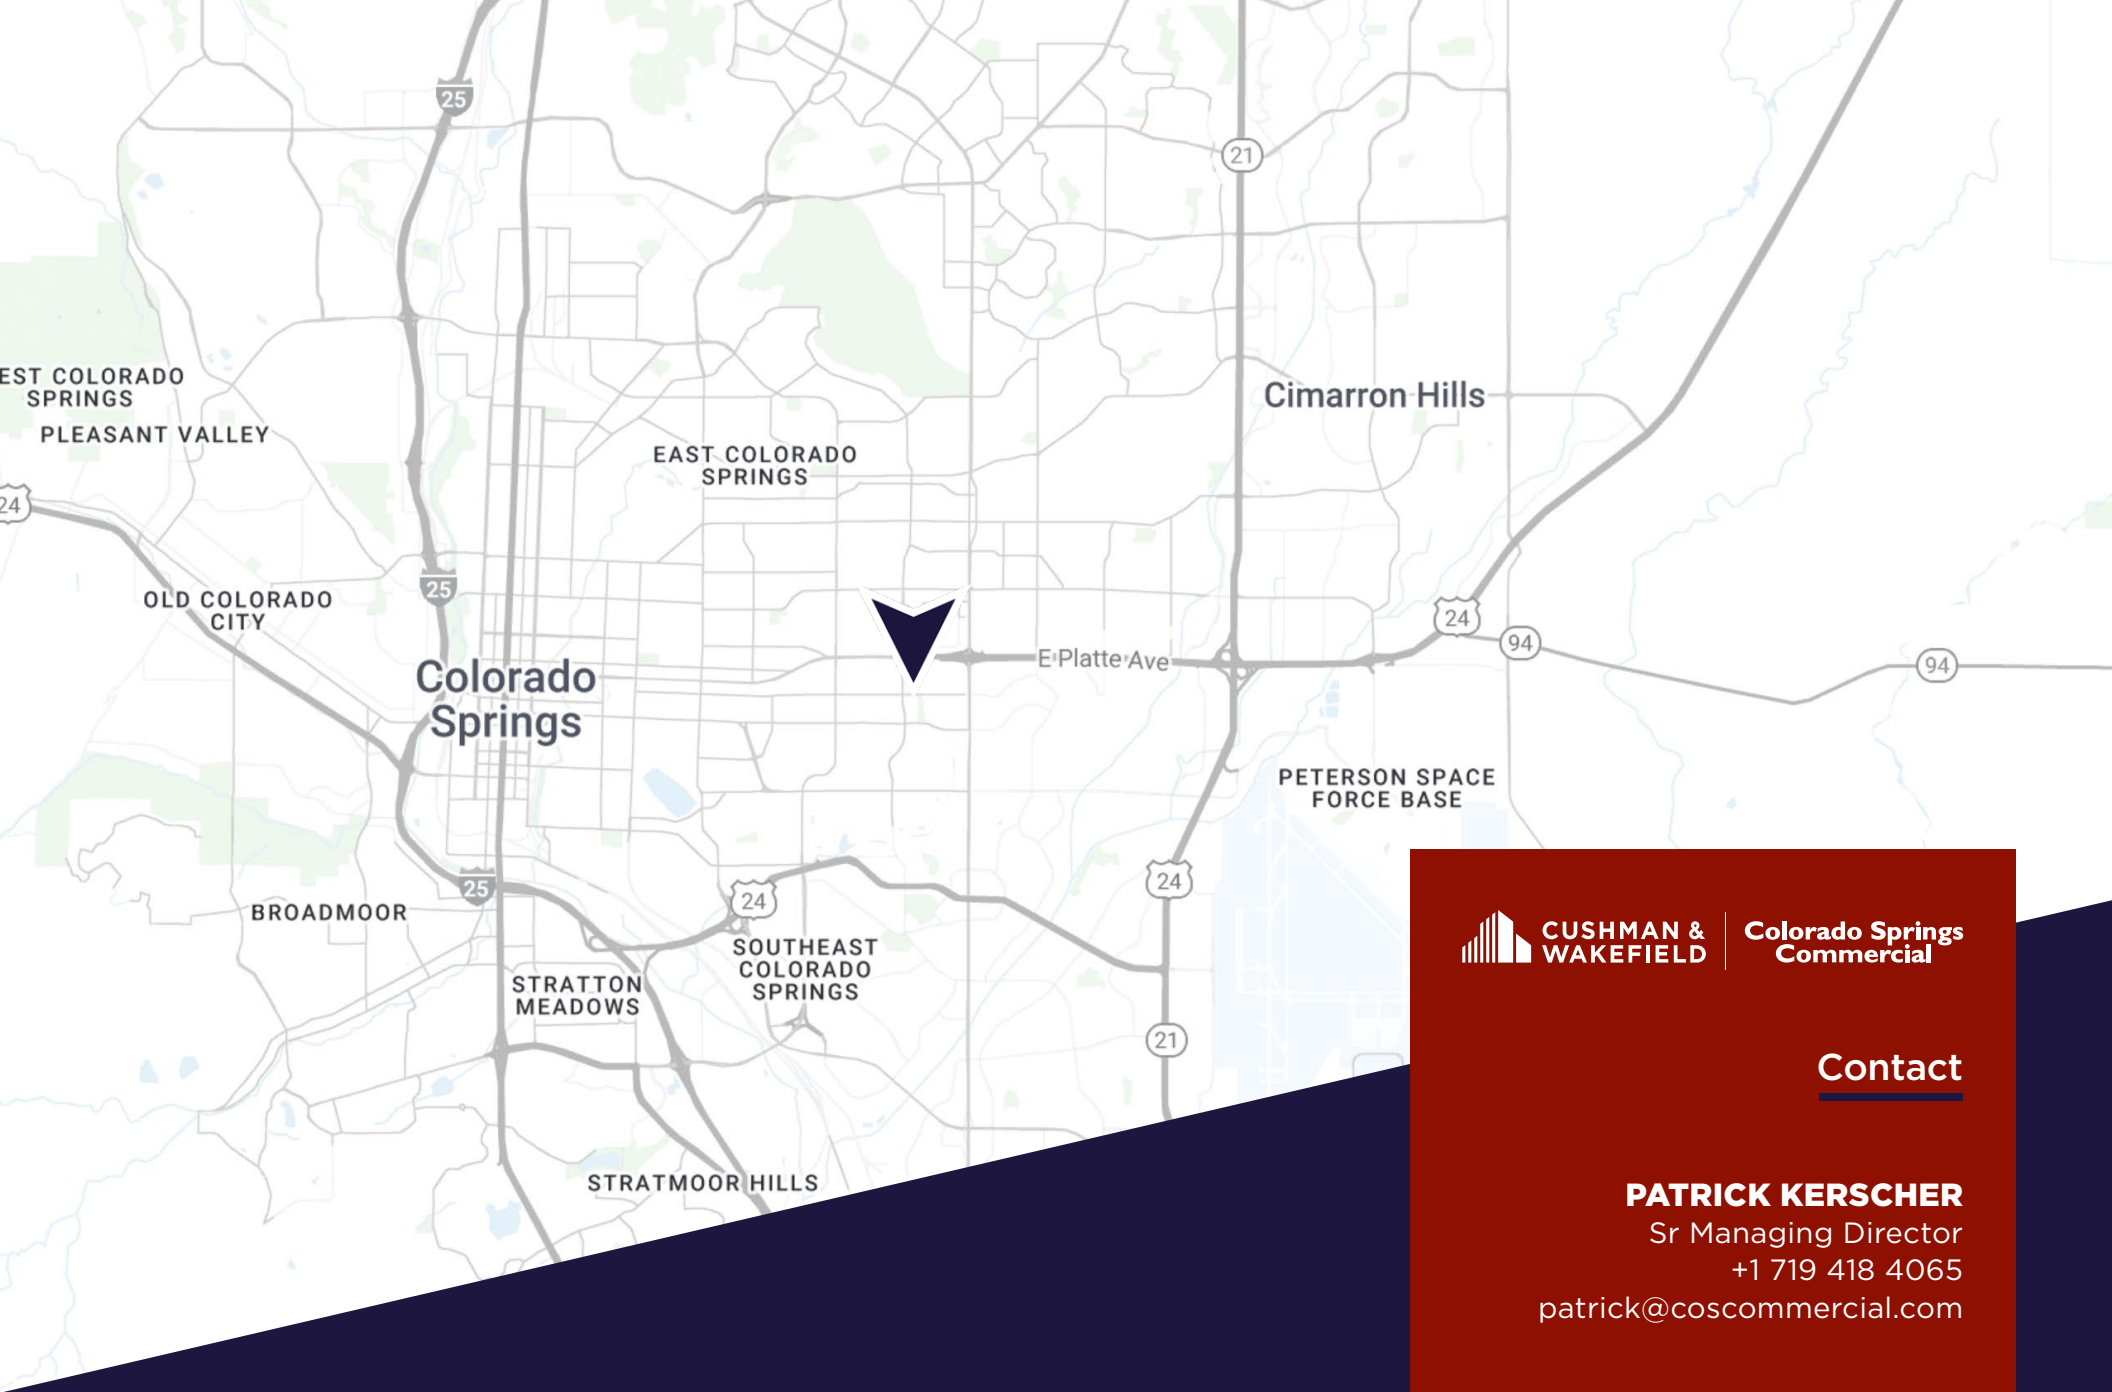 25
21
EST COLORADO
SPRINGS
PLEASANT VALLEY
Cimarron Hills
EAST COLORADO
SPRINGS
24
25
OLD COLORADO
CITY
24
94
E Platte Ave
94
Colorado
Springs
PETERSON SPACE
FORCE BASE
24
25
24
BROADMOOR
SOUTHEAST
COLORADO
SPRINGS
STRATTON
MEADOWS
21
STRATMOOR HILLS
CUSHMAN &
WAKEFIELD
Colorado Springs
Commercial
Contact
PATRICK KERSCHER
Sr Managing Director
+1 719 418 4065
patrick@coscommercial.com